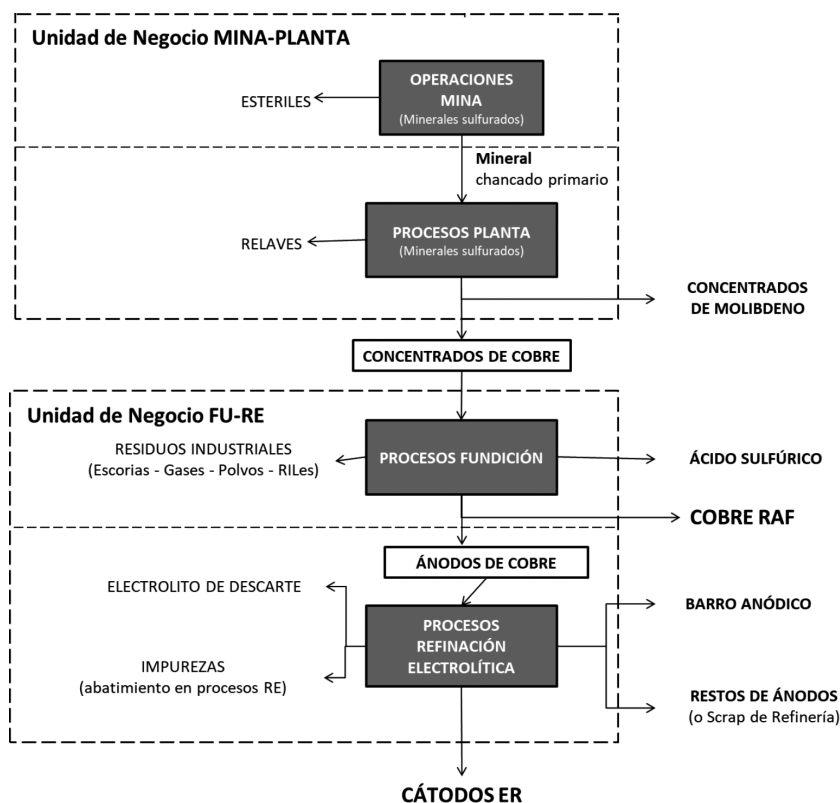 Unidad de Negocio MINA-PLANTA
OPERACIONES
MINA
(Minerales sulfurados)
ESTERILES
Mineral
chancado primario
PROCESOS PLANTA
(Minerales sulfurados)
RELAVES
CONCENTRADOS
DE MOLIBDENO
CONCENTRADOS DE COBRE
Unidad de Negocio FU-RE
RESIDUOS INDUSTRIALES
(Escorias - Gases - Polvos - RILes)
PROCESOS FUNDICIÓN
ÁCIDO SULFÚRICO
COBRE RAF
ÁNODOS DE COBRE
ELECTROLITO DE DESCARTE
BARRO ANÓDICO
PROCESOS
REFINACIÓN
ELECTROLÍTICA
IMPUREZAS
(abatimiento en procesos RE)
RESTOS DE ÁNODOS
(o Scrap de Refinería)
CÁTODOS ER